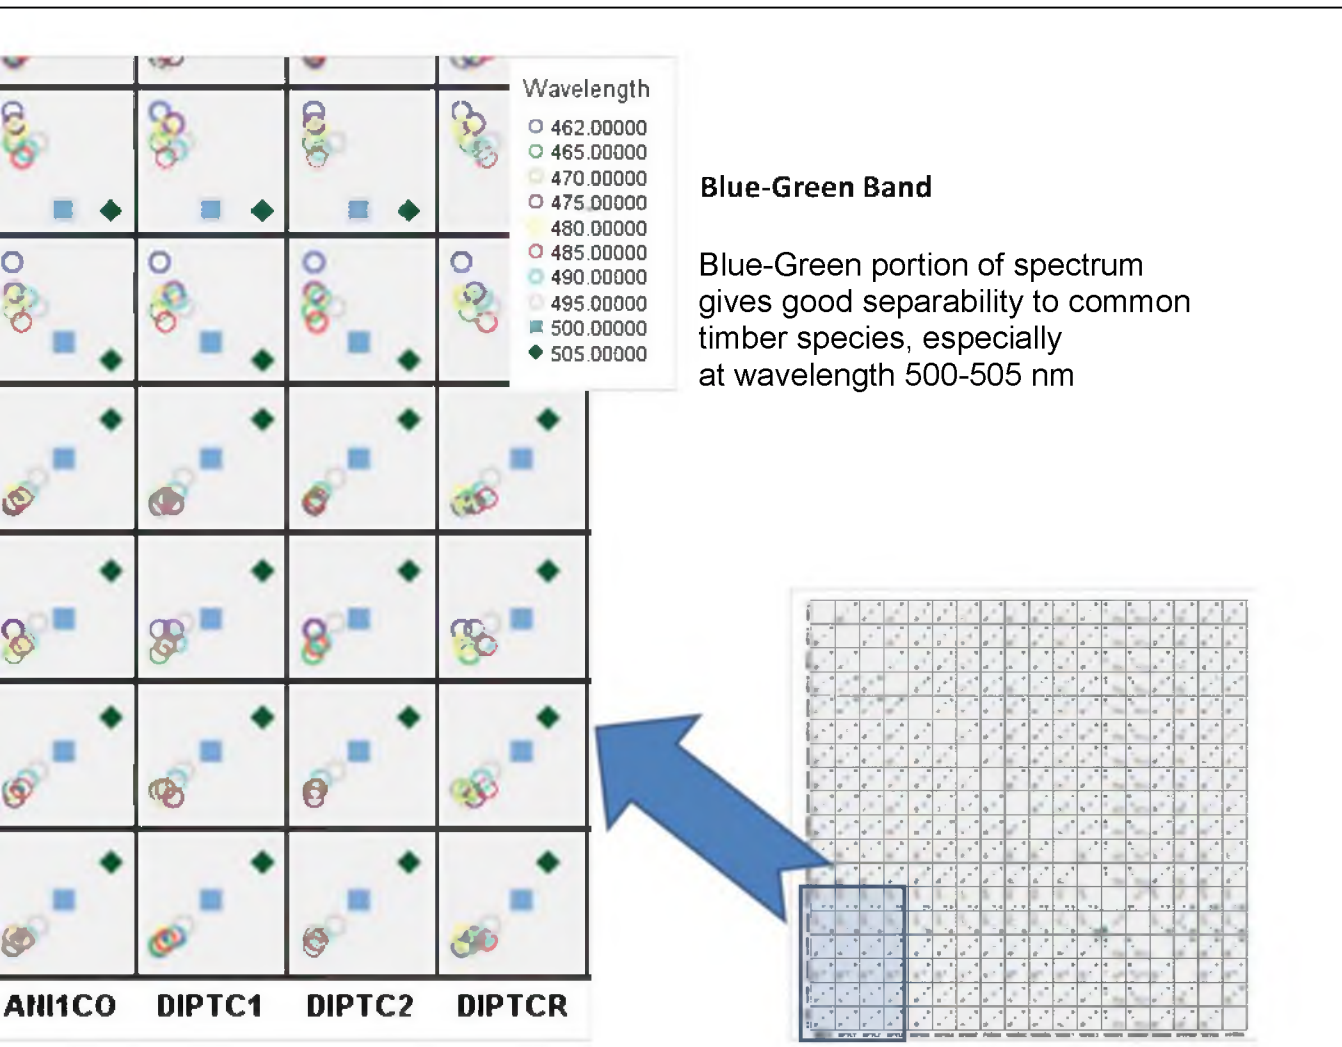 Wavelength
462.00000
465.00000
470.00000
475.00000
480.00000
485.00000
490.00000
495.00000
500.00000
505.00000
Blue-Green Band
Blue-Green portion of spectrum
gives good separability to common
timber species, especially
at wavelength 500-505 nm
ANI1CO DIPTC1 DIPTC2 DIPTCR